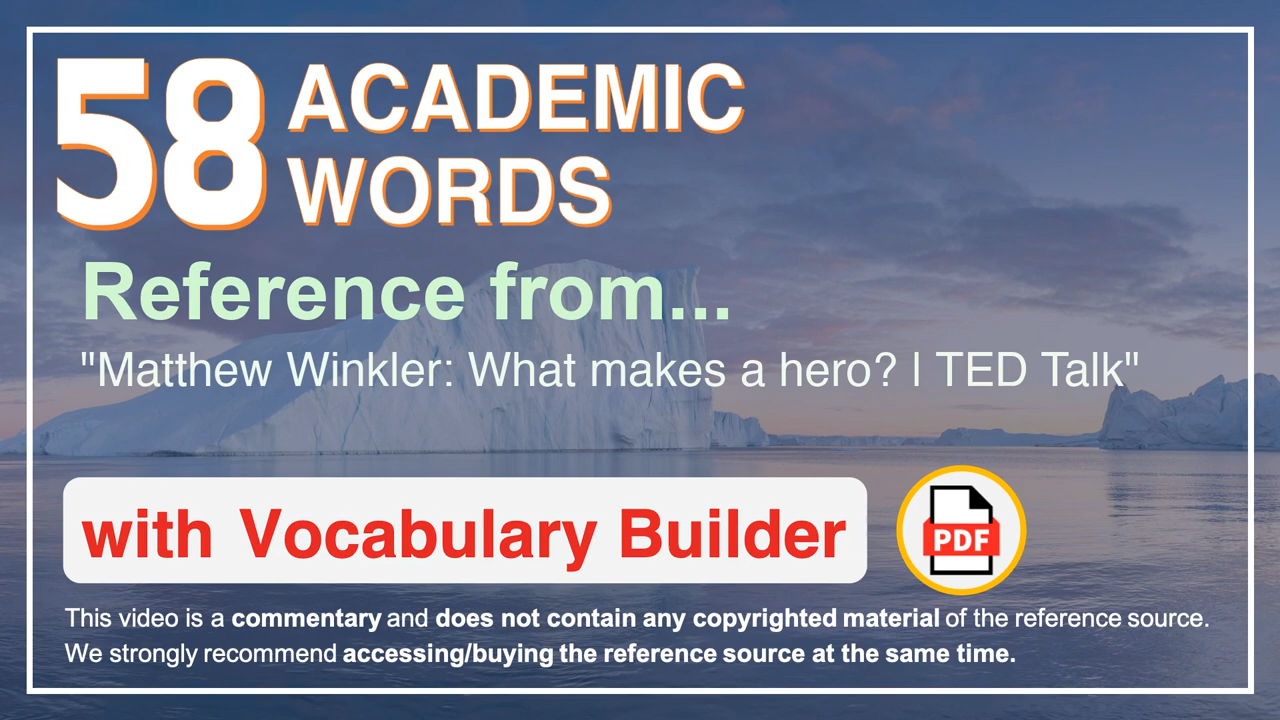 58 ACADEMIC
WORDS
Reference from...
"Matthew Winkler: What makes a hero? | TED Talk"
with Vocabulary Builder
PDF
This video is a commentary and does not contain any copyrighted material of the reference source.
We strongly recommend accessing/buying the reference source at the same time.